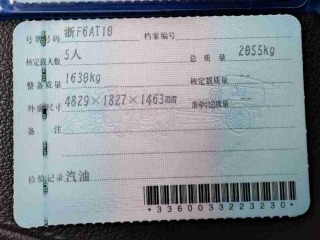 号牌号码 浙F6AT10 档案编号
核定载人数 5人 总质量 2055kg
整备质量 1630kg 核定载质量 --
外廓尺寸 4829×1827×1463mm 准牵引总质量 --
备注
检验记录 汽油
*3360033223230*